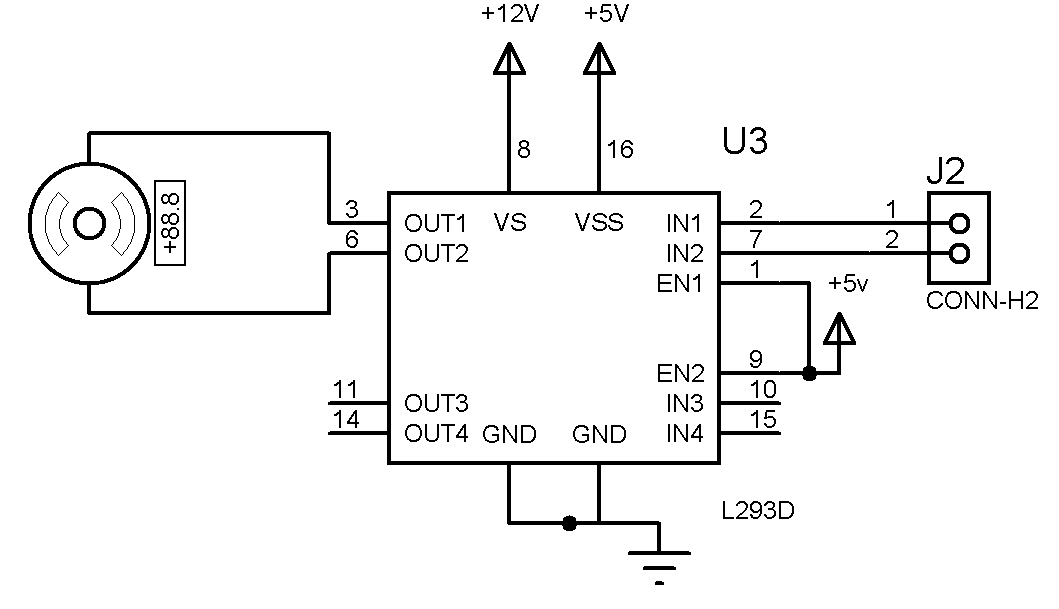 +12V
+5V
8
16
U3
J2
+88.8
3
OUT1
VS
VSS
IN1
2
1
6
OUT2
IN2
7
2
EN1
1
+5v
CONN-H2
EN2
9
11
OUT3
IN3
10
14
OUT4
GND
GND
IN4
15
L293D